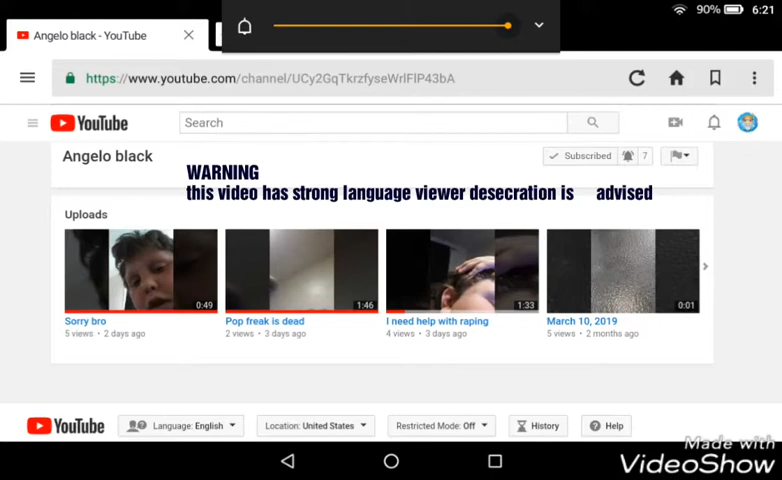 90% 6:21
Angelo black - YouTube
https://www.youtube.com/channel/UCy2GqTkrzfyseWrlFlP43bA
YouTube
Search
Angelo black
Subscribed 7
WARNING
this video has strong language viewer desecration is advised
Uploads
0:49 1:46 1:33 0:01
Sorry bro Pop freak is dead I need help with raping March 10, 2019
5 views • 2 days ago 2 views • 3 days ago 4 views • 3 days ago 5 views • 2 months ago
YouTube Language: English Location: United States Restricted Mode: Off History Help
Made with
VideoShow